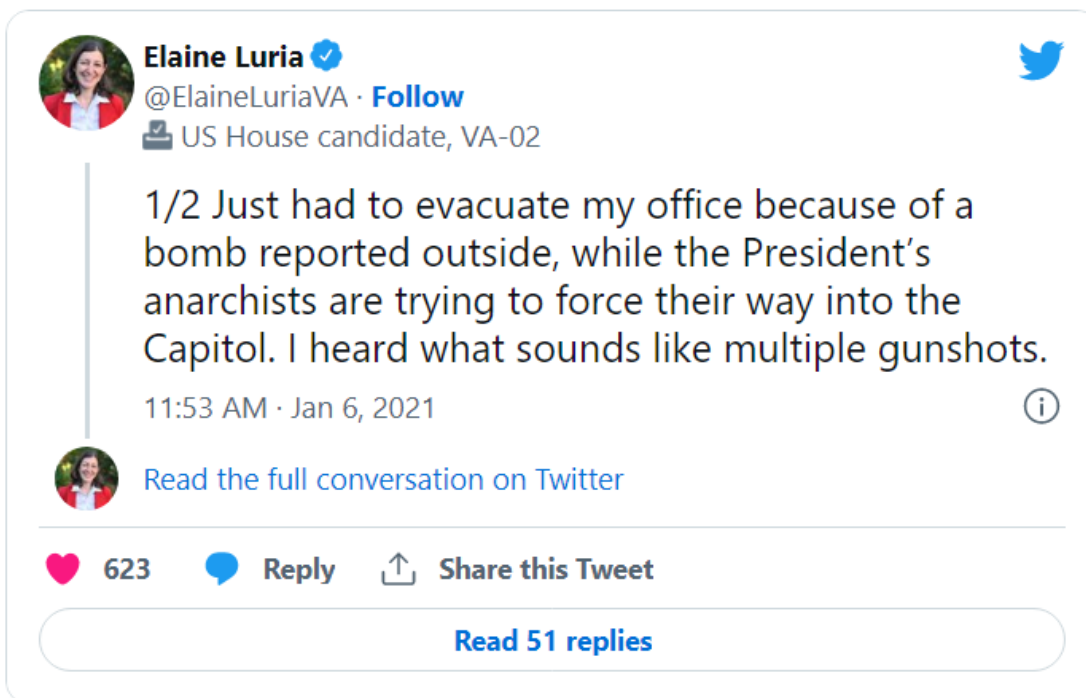 Elaine Luria
@ElaineLuriaVA · Follow
US House candidate, VA-02
1/2 Just had to evacuate my office because of a
bomb reported outside, while the President’s
anarchists are trying to force their way into the
Capitol. I heard what sounds like multiple gunshots.
11:53 AM · Jan 6, 2021
Read the full conversation on Twitter
623 Reply Share this Tweet
Read 51 replies